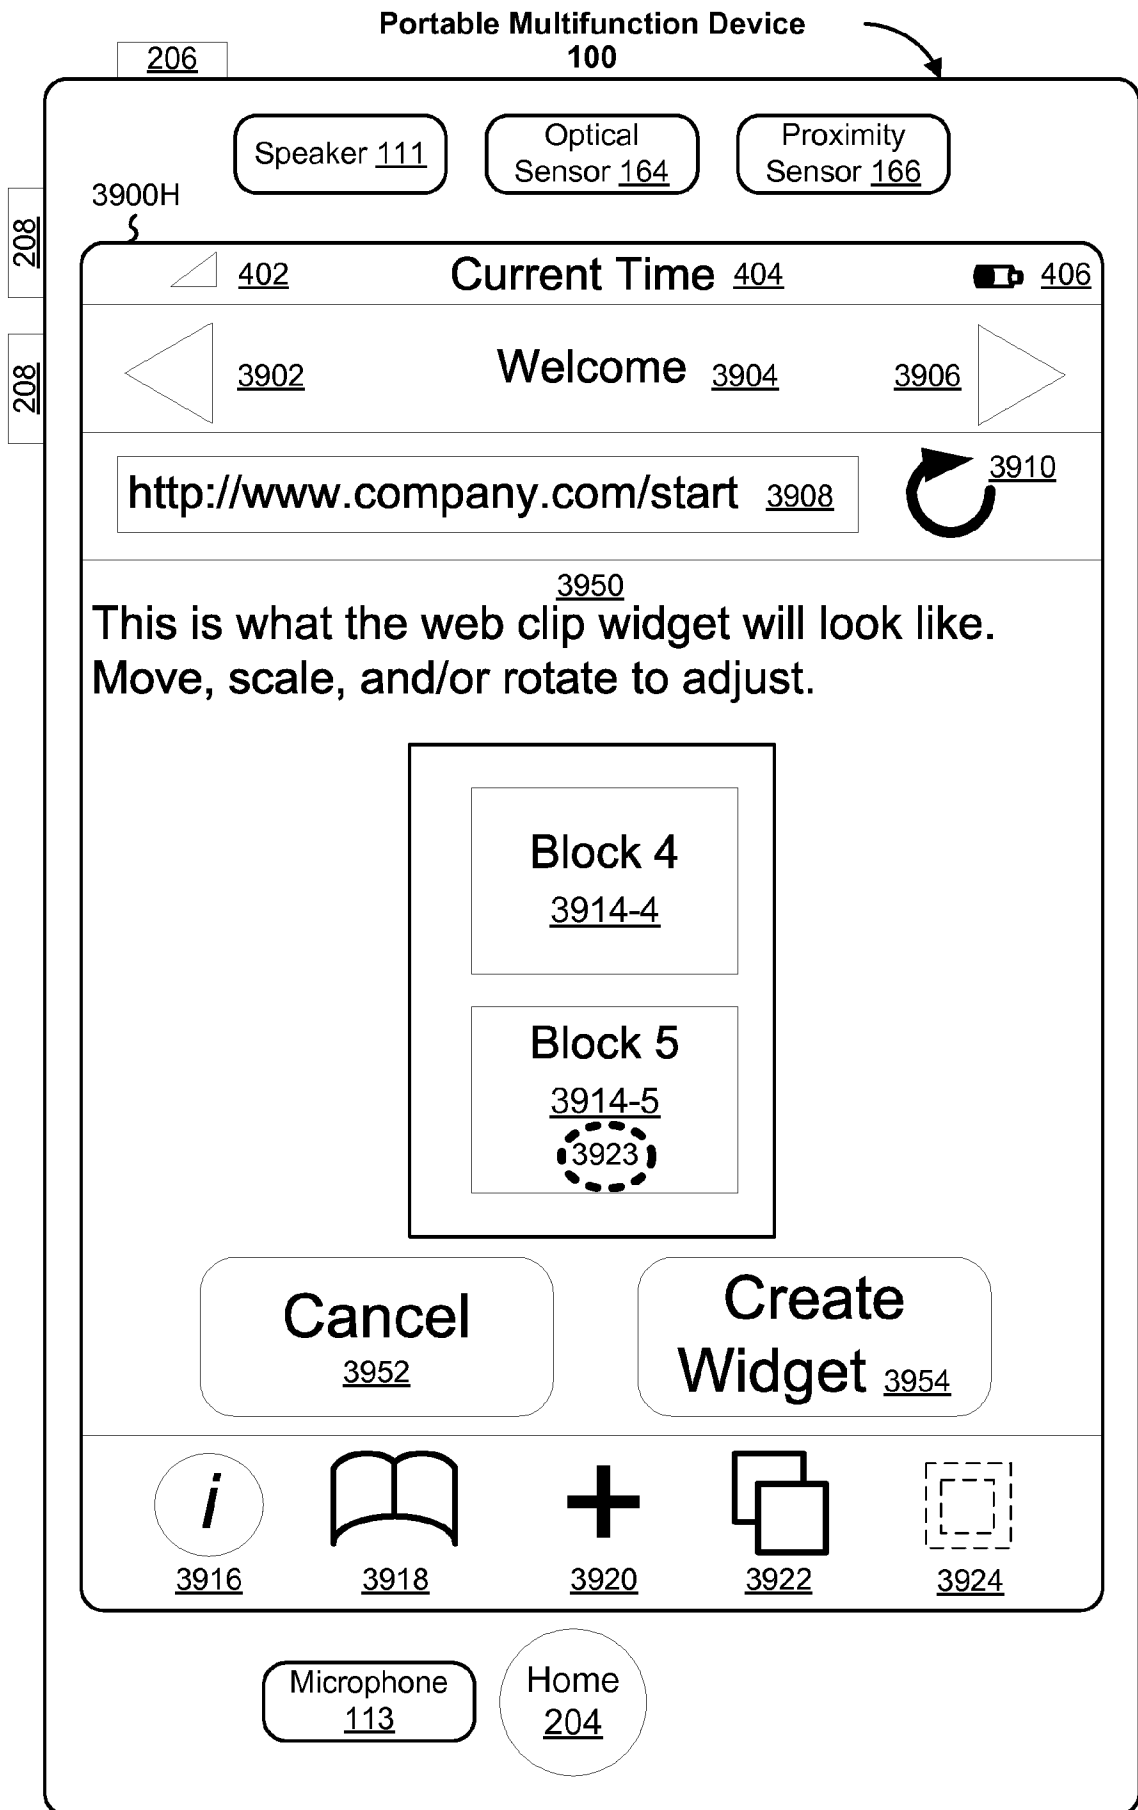 Portable Multifunction Device
100
206
Speaker 111
Optical
Sensor 164
Proximity
Sensor 166
3900H
208
208
402
Current Time 404
406
3902
Welcome 3904
3906
http://www.company.com/start 3908
3910
3950
This is what the web clip widget will look like.
Move, scale, and/or rotate to adjust.
Block 4
3914-4
Block 5
3914-5
3923
Cancel
3952
Create
Widget 3954
i
3916
3918
3920
3922
3924
Microphone
113
Home
204